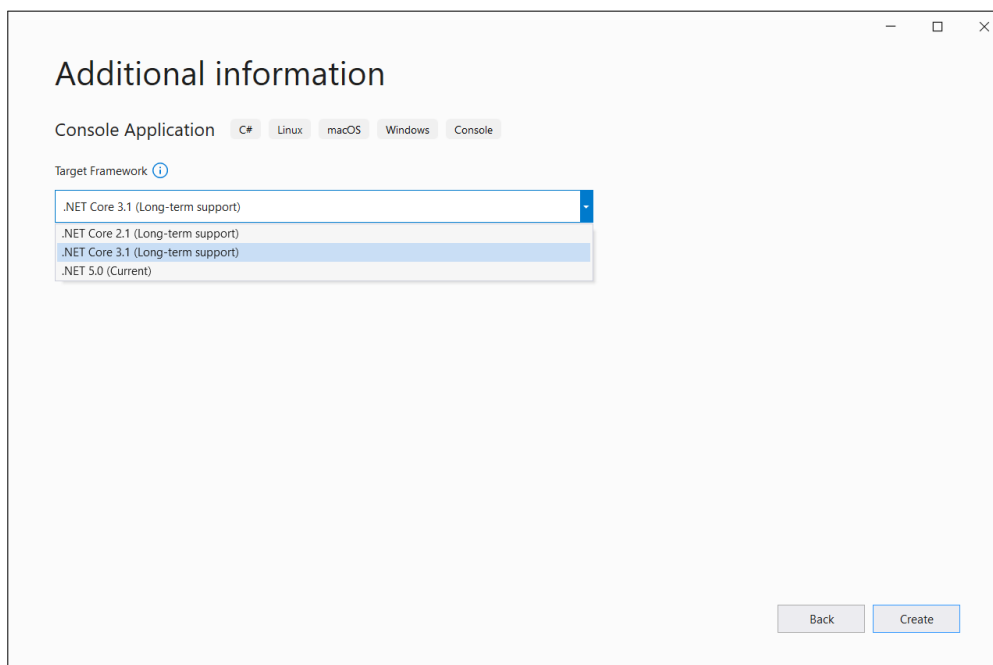 Additional information
Console Application C# Linux macOS Windows Console
Target Framework
.NET Core 3.1 (Long-term support)
.NET Core 2.1 (Long-term support)
.NET Core 3.1 (Long-term support)
.NET 5.0 (Current)
Back Create